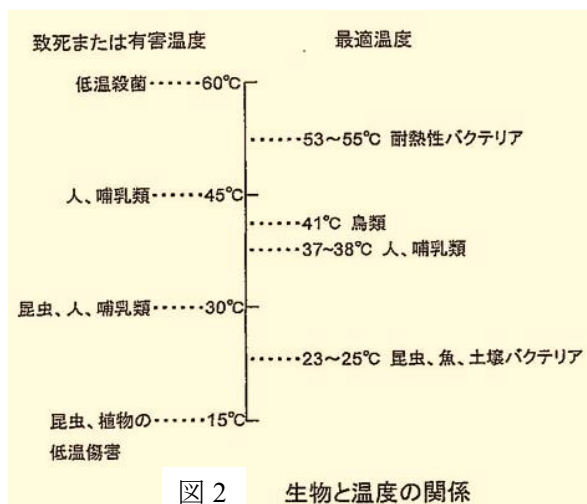 致死または有害温度 最適温度
低温殺菌······60℃
······53～55℃ 耐熱性バクテリア
人、哺乳類······45℃
······41℃ 鳥類
······37~38℃ 人、哺乳類
昆虫、人、哺乳類······30℃
······23～25℃ 昆虫、魚、土壌バクテリア
昆虫、植物の······15℃
低温傷害
図 2 生物と温度の関係